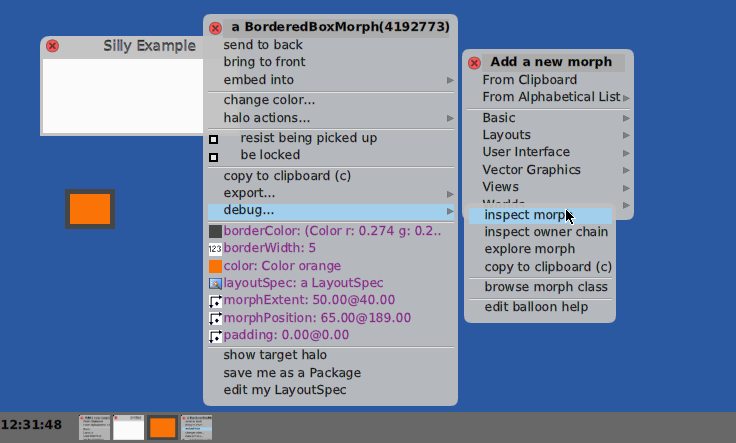 Silly Example
a BorderedBoxMorph(4192773)
send to back
bring to front
embed into
change color...
halo actions...
resist being picked up
be locked
copy to clipboard (c)
export...
debug...
borderColor: (Color r: 0.274 g: 0.2..
123 borderWidth: 5
color: Color orange
layoutSpec: a LayoutSpec
morphExtent: 50.00@40.00
morphPosition: 65.00@189.00
padding: 0.00@0.00
show target halo
save me as a Package
edit my LayoutSpec
Add a new morph
From Clipboard
From Alphabetical List
Basic
Layouts
User Interface
Vector Graphics
Views
Worlds
inspect morph
inspect owner chain
explore morph
copy to clipboard (c)
browse morph class
edit balloon help
12:31:48